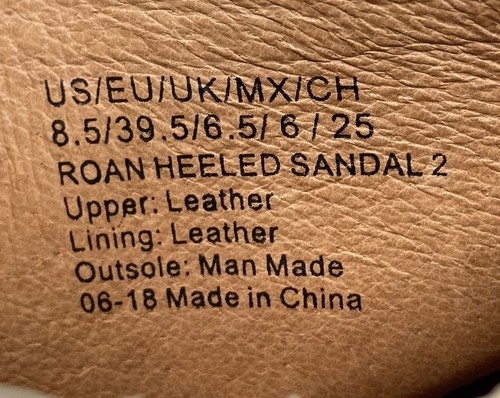 US/EU/UK/MX/CH
8.5/39.5/6.5/ 6 / 25
ROAN HEELED SANDAL 2
Upper: Leather
Lining: Leather
Outsole: Man Made
06-18 Made in China